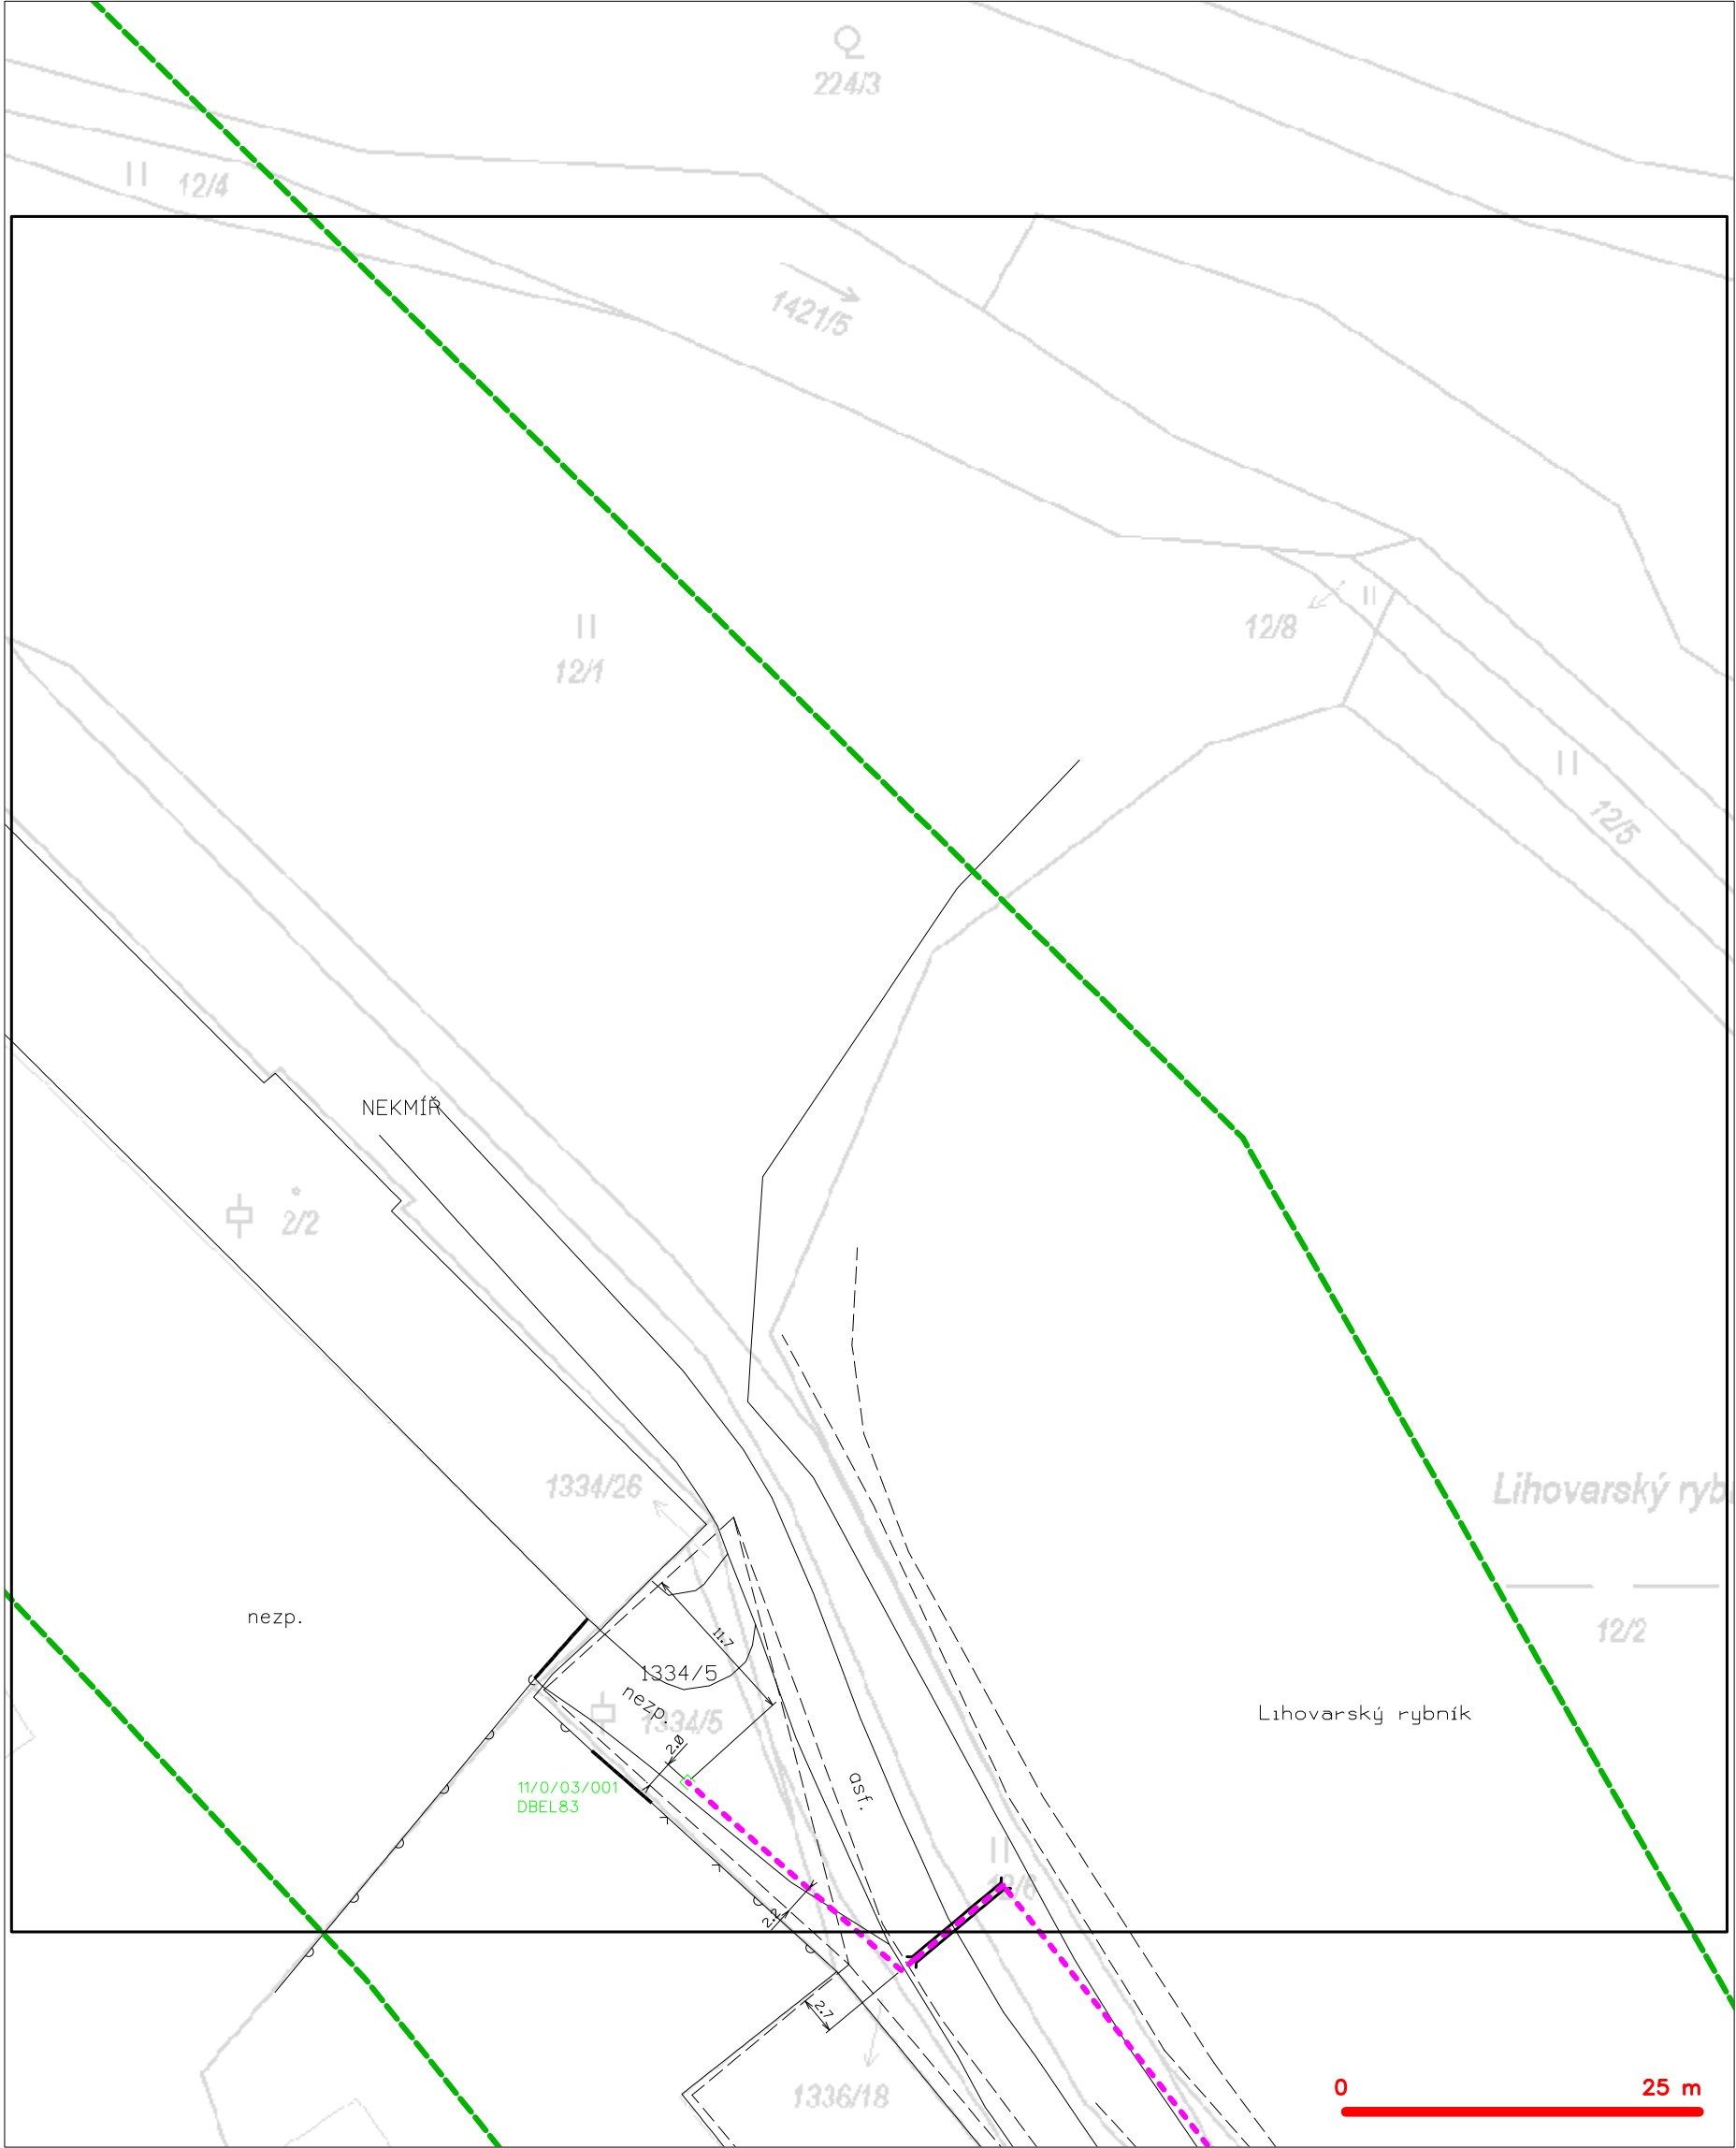 224/3
12/4
1421/5
12/8
12/1
12/5
NEKMÍŘ
2/2
1334/26
Lihovarský ryb
nezp.
12/2
11.7
1334/5
nezp.
1334/5
Lihovarský rybník
2.0
11/0/03/001
DBEL83
asf.
12/6
2.2
2.7
1336/18
0 25 m